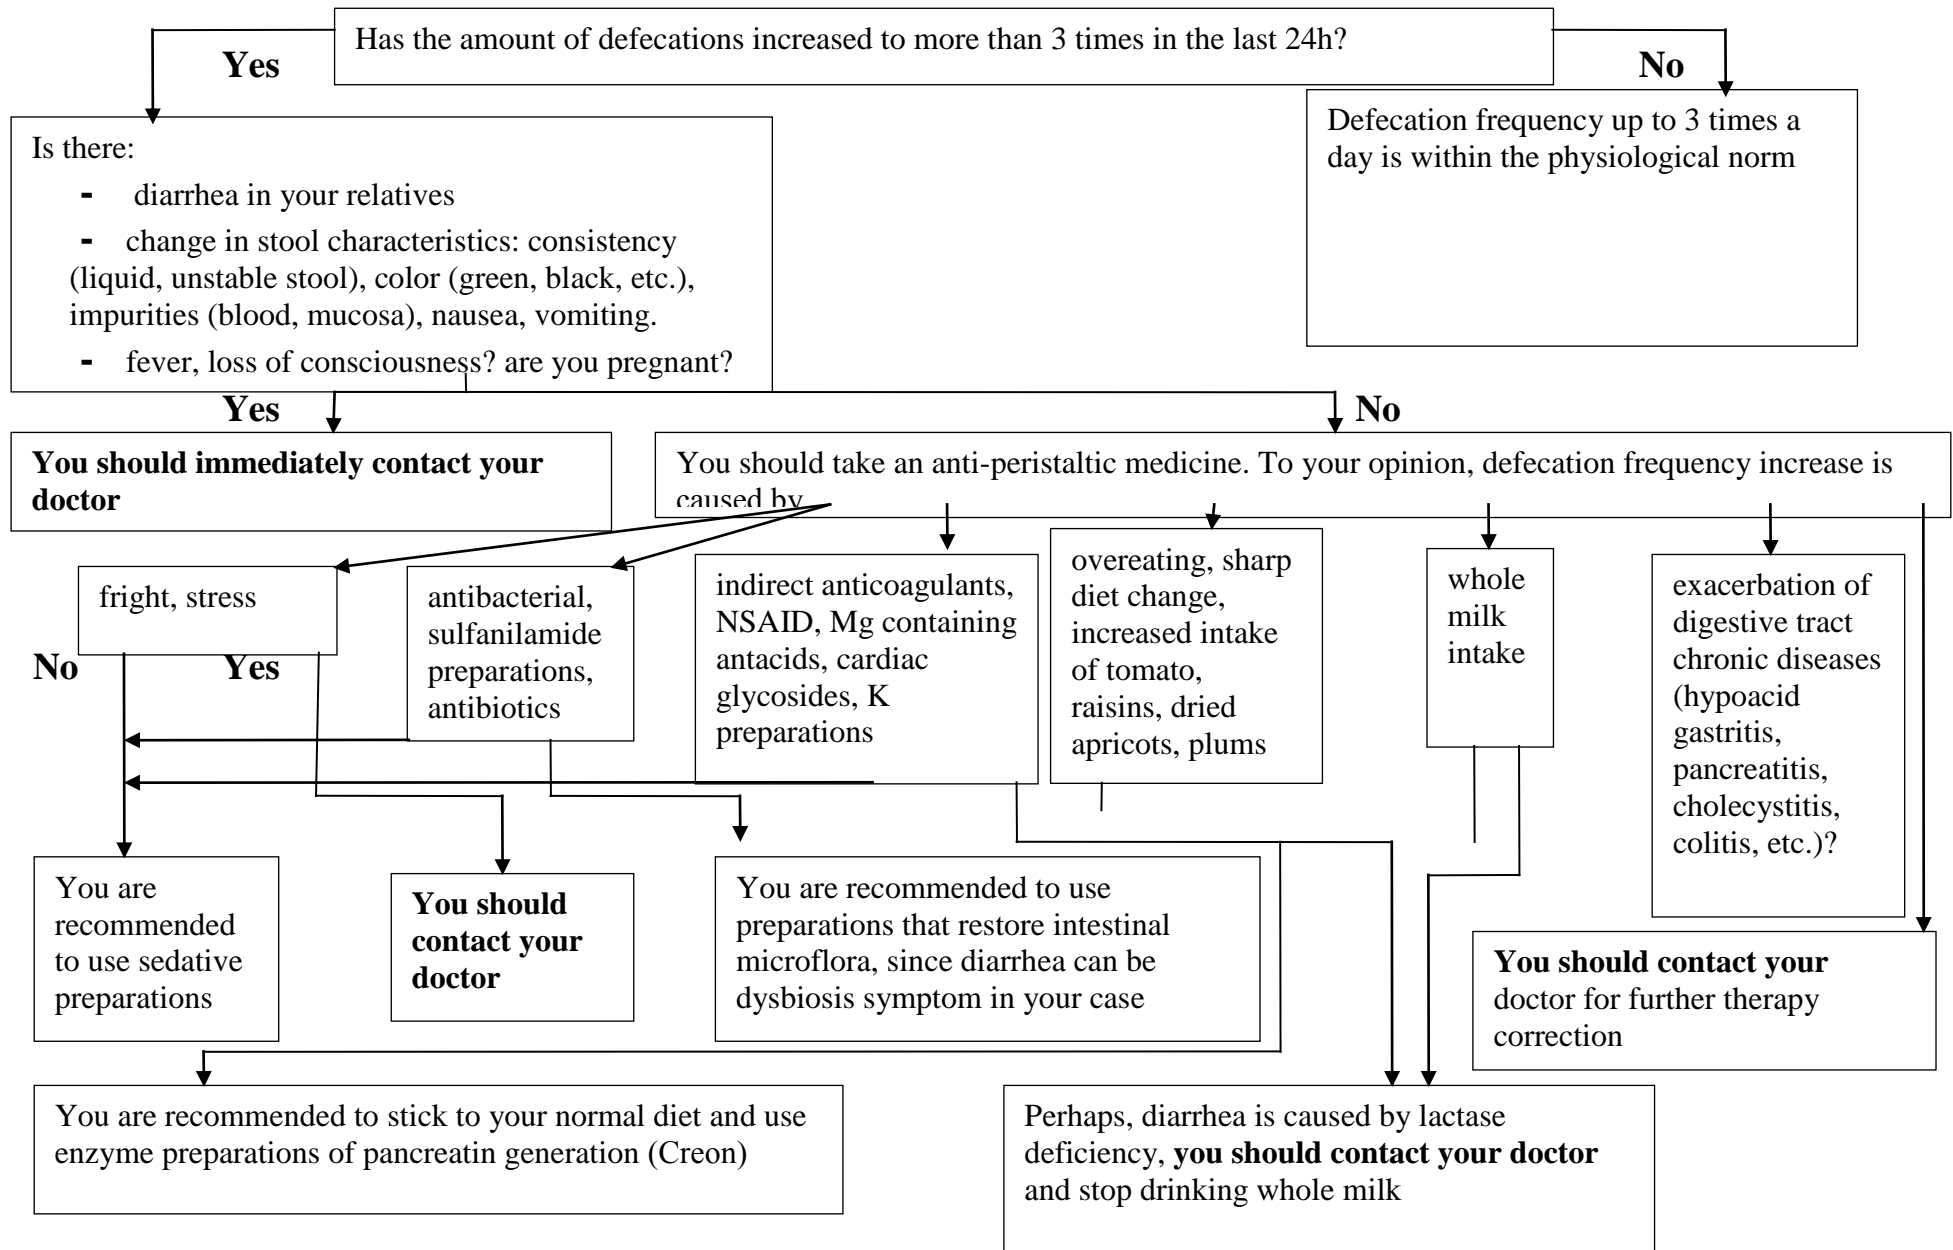 Has the amount of defecations increased to more than 3 times in the last 24h?
Yes
No
Defecation frequency up to 3 times a
day is within the physiological norm
Is there:
- diarrhea in your relatives
- change in stool characteristics: consistency
(liquid, unstable stool), color (green, black, etc.),
impurities (blood, mucosa), nausea, vomiting.
- fever, loss of consciousness? are you pregnant?
Yes
No
You should immediately contact your
doctor
You should take an anti-peristaltic medicine. To your opinion, defecation frequency increase is
caused by
fright, stress
No
Yes
antibacterial,
sulfanilamide
preparations,
antibiotics
indirect anticoagulants,
NSAID, Mg containing
antacids, cardiac
glycosides, K
preparations
overeating, sharp
diet change,
increased intake
of tomato,
raisins, dried
apricots, plums
whole
milk
intake
exacerbation of
digestive tract
chronic diseases
(hypoacid
gastritis,
pancreatitis,
cholecystitis,
colitis, etc.)?
You are
recommended
to use sedative
preparations
You should
contact your
doctor
You are recommended to use
preparations that restore intestinal
microflora, since diarrhea can be
dysbiosis symptom in your case
You should contact your
doctor for further therapy
correction
You are recommended to stick to your normal diet and use
enzyme preparations of pancreatin generation (Creon)
Perhaps, diarrhea is caused by lactase
deficiency, you should contact your doctor
and stop drinking whole milk